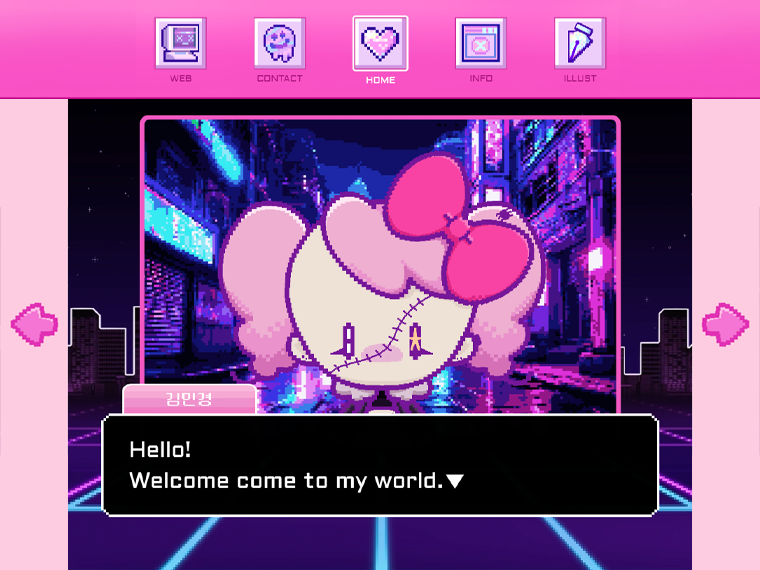 WEB
CONTACT
HOME
INFO
ILLUST
김민경
Hello!
Welcome come to my world.▼